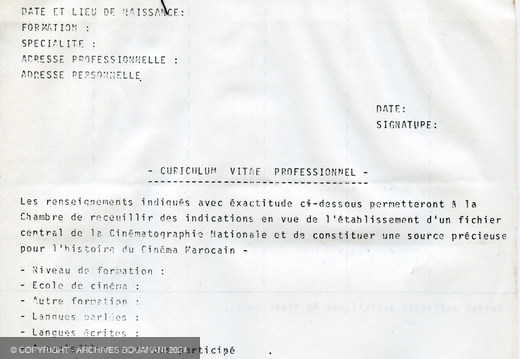 DATE ET LIEU DE NAISSANCE:
FORMATION :
SPECIALITE :
ADRESSE PROFESSIONNELLE :
ADRESSE PERSONNELLE
DATE:
SIGNATURE:
- CURICULUM VITAE PROFESSIONNEL -
Les renseignements indiqués avec éxactitude ci-dessous permetteront à la
Chambre de receuillir des indications en vue de l'établissement d'un fichier
central de la Cinématographie Nationale et de constituer une source précieuse
pour l'histoire du Cinéma Marocain -
- Niveau de formation :
- Ecole de cinéma :
- Autre formation :
- Langues parlées :
- Langues écrites :
participé
© COPYRIGHT - ARCHIVES BOUANANI 2024